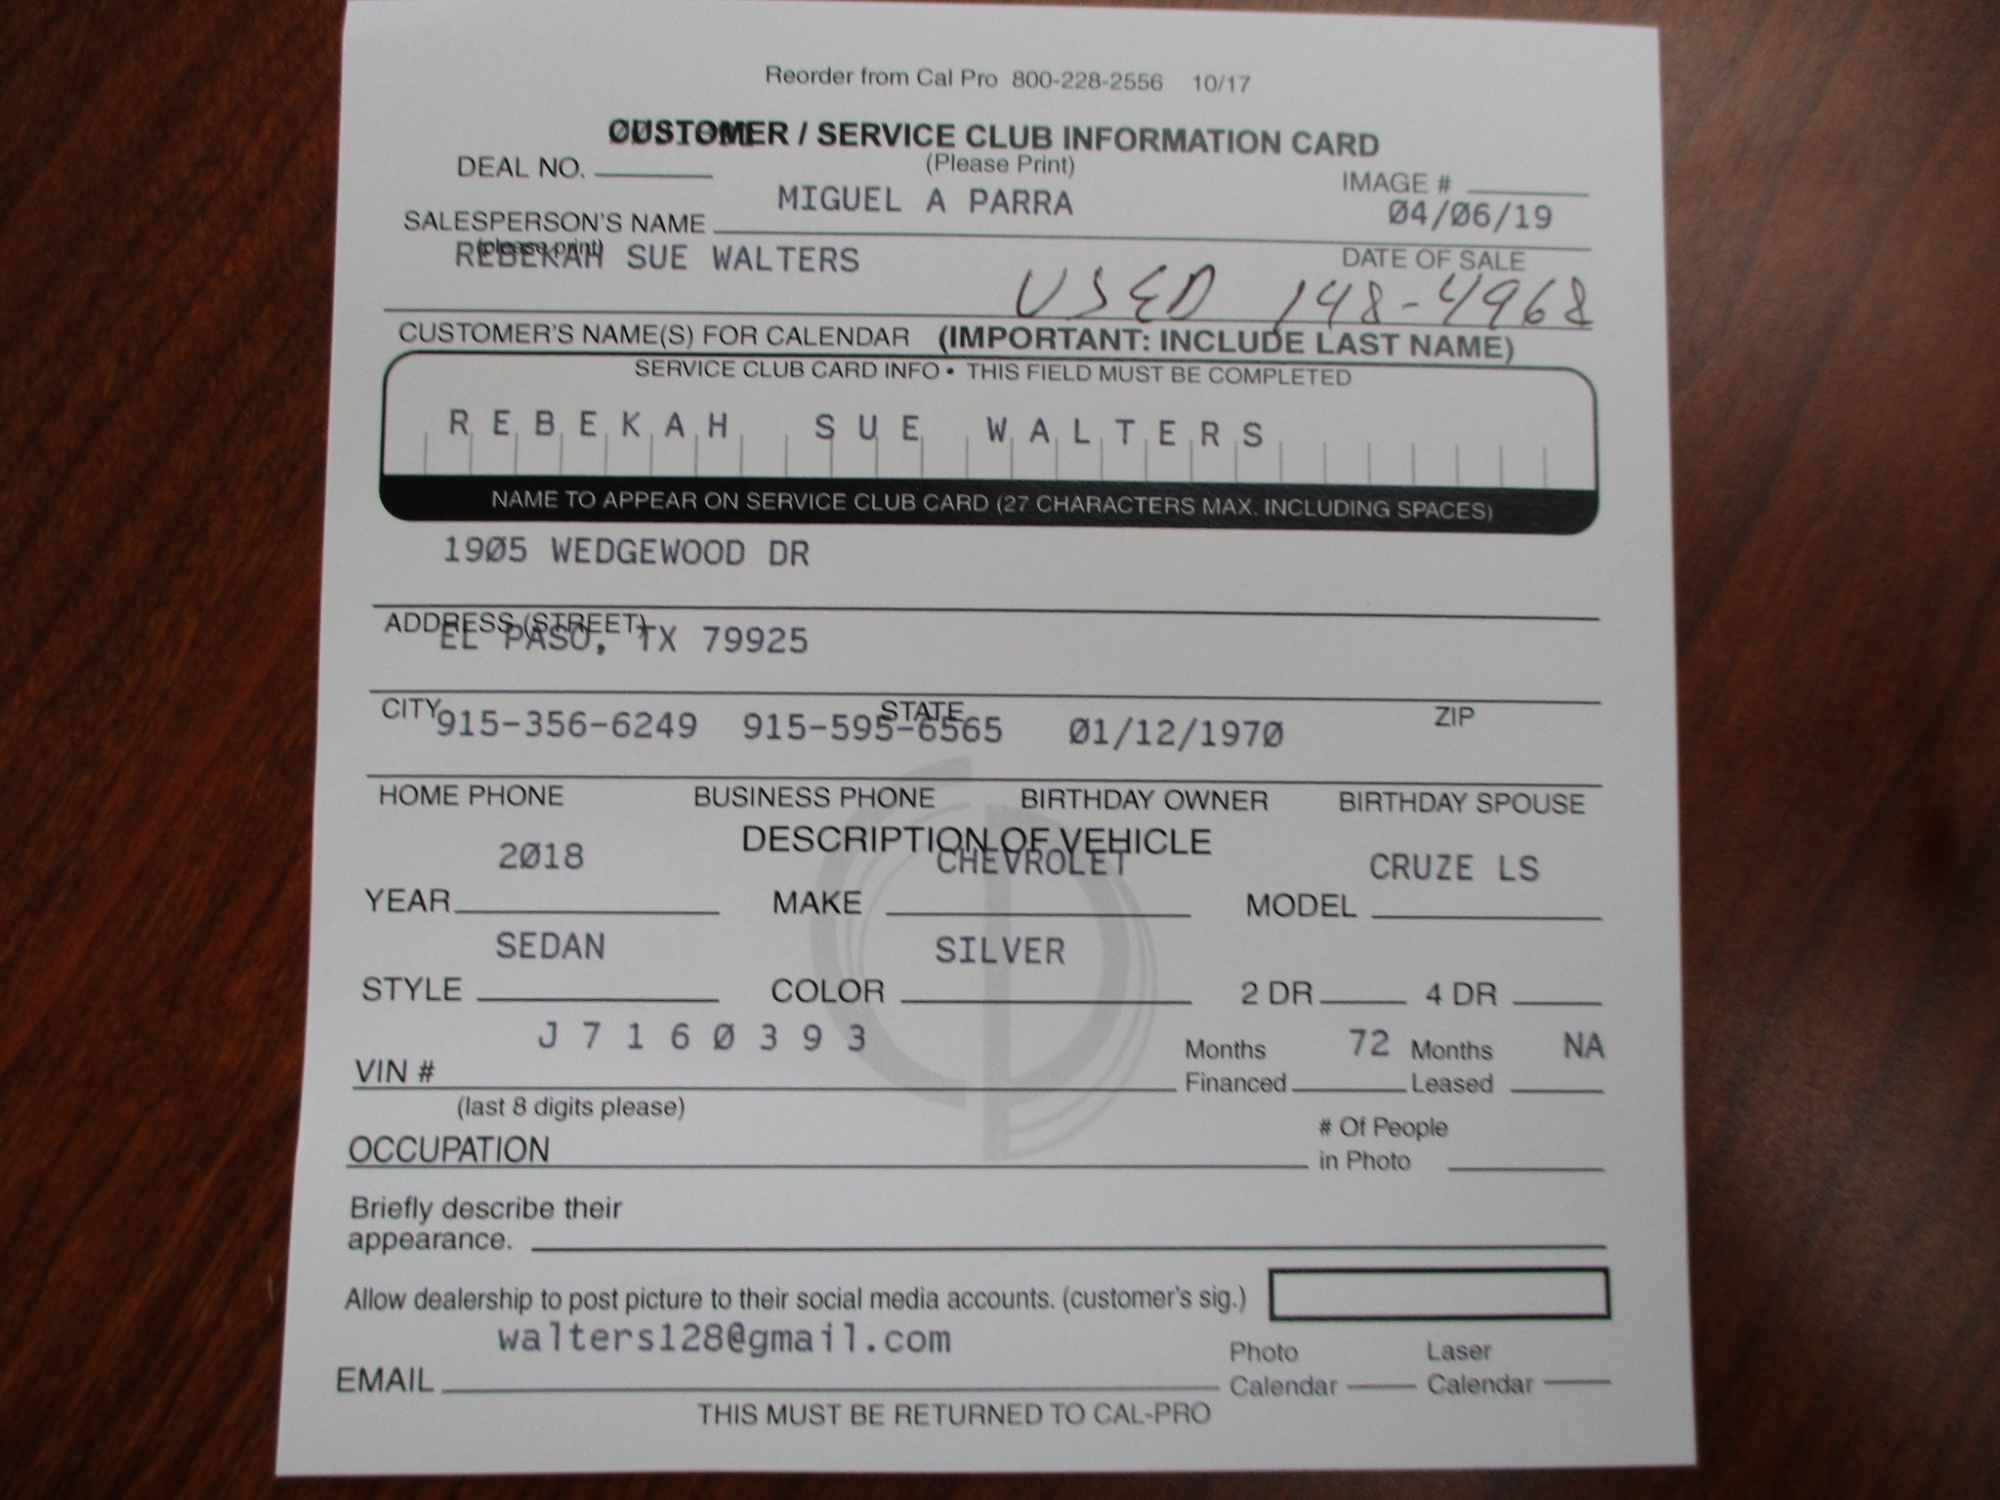 Reorder from Cal Pro 800-228-2556 10/17
CUSTOMER / SERVICE CLUB INFORMATION CARD
DEAL NO. (Please Print) IMAGE #
MIGUEL A PARRA 04/06/19
SALESPERSON'S NAME
(please print)
REBEKAH SUE WALTERS DATE OF SALE
USED 148-4968
CUSTOMER'S NAME(S) FOR CALENDAR (IMPORTANT: INCLUDE LAST NAME)
SERVICE CLUB CARD INFO • THIS FIELD MUST BE COMPLETED
REBEKAH SUE WALTERS
NAME TO APPEAR ON SERVICE CLUB CARD (27 CHARACTERS MAX. INCLUDING SPACES)
1905 WEDGEWOOD DR
ADDRESS (STREET)
EL PASO, TX 79925
CITY STATE ZIP
915-356-6249 915-595-6565 01/12/1970
HOME PHONE BUSINESS PHONE BIRTHDAY OWNER BIRTHDAY SPOUSE
DESCRIPTION OF VEHICLE
2018 CHEVROLET CRUZE LS
YEAR MAKE MODEL
SEDAN SILVER
STYLE COLOR 2 DR 4 DR
J7160393 Months 72 Months NA
VIN # Financed Leased
(last 8 digits please)
# Of People
OCCUPATION in Photo
Briefly describe their
appearance.
Allow dealership to post picture to their social media accounts. (customer's sig.)
walters128@gmail.com Photo Laser
EMAIL Calendar Calendar
THIS MUST BE RETURNED TO CAL-PRO